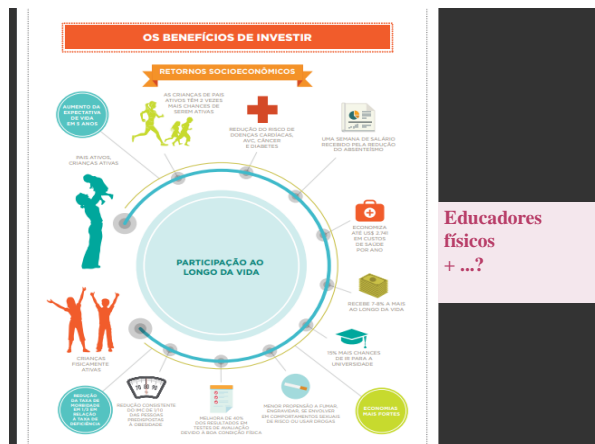 OS BENEFÍCIOS DE INVESTIR
RETORNOS SOCIOECONÔMICOS
AUMENTO DA
EXPECTATIVA
DE VIDA
EM 5 ANOS
AS CRIANÇAS DE PAIS
ATIVOS TÊM 2 VEZES
MAIS CHANCES DE
SEREM ATIVAS
REDUÇÃO DO RISCO DE
DOENÇAS CARDÍACAS,
AVC, CÂNCER
E DIABETES
UMA SEMANA DE SALÁRIO
RECEBIDO PELA REDUÇÃO
DO ABSENTEÍSMO
PAIS ATIVOS,
CRIANÇAS ATIVAS
ECONOMIZA
ATÉ US$ 2,741
EM CUSTOS
DE SAÚDE
POR ANO
PARTICIPAÇÃO AO
LONGO DA VIDA
RECEBE 7-8% A MAIS
AO LONGO DA VIDA
15% MAIS CHANCES
DE IR PARA A
UNIVERSIDADE
CRIANÇAS
FISICAMENTE
ATIVAS
REDUÇÃO
DA TAXA DE
MORBIDADE
EM 1/3 EM
RELAÇÃO
À TAXA DE
DEFICIÊNCIA
REDUÇÃO CONSISTENTE
DO IMC DE 1/10
DAS PESSOAS
PREDISPOSTAS
À OBESIDADE
MELHORA DE 40%
DOS RESULTADOS EM
TESTES DE AVALIAÇÃO
DEVIDO À BOA CONDIÇÃO FÍSICA
MENOR PROPENSÃO A FUMAR,
ENGRAVIDAR, SE ENVOLVER
EM COMPORTAMENTOS SEXUAIS
DE RISCO OU USAR DROGAS
ECONOMIAS
MAIS FORTES
Educadores
físicos
+ ...?